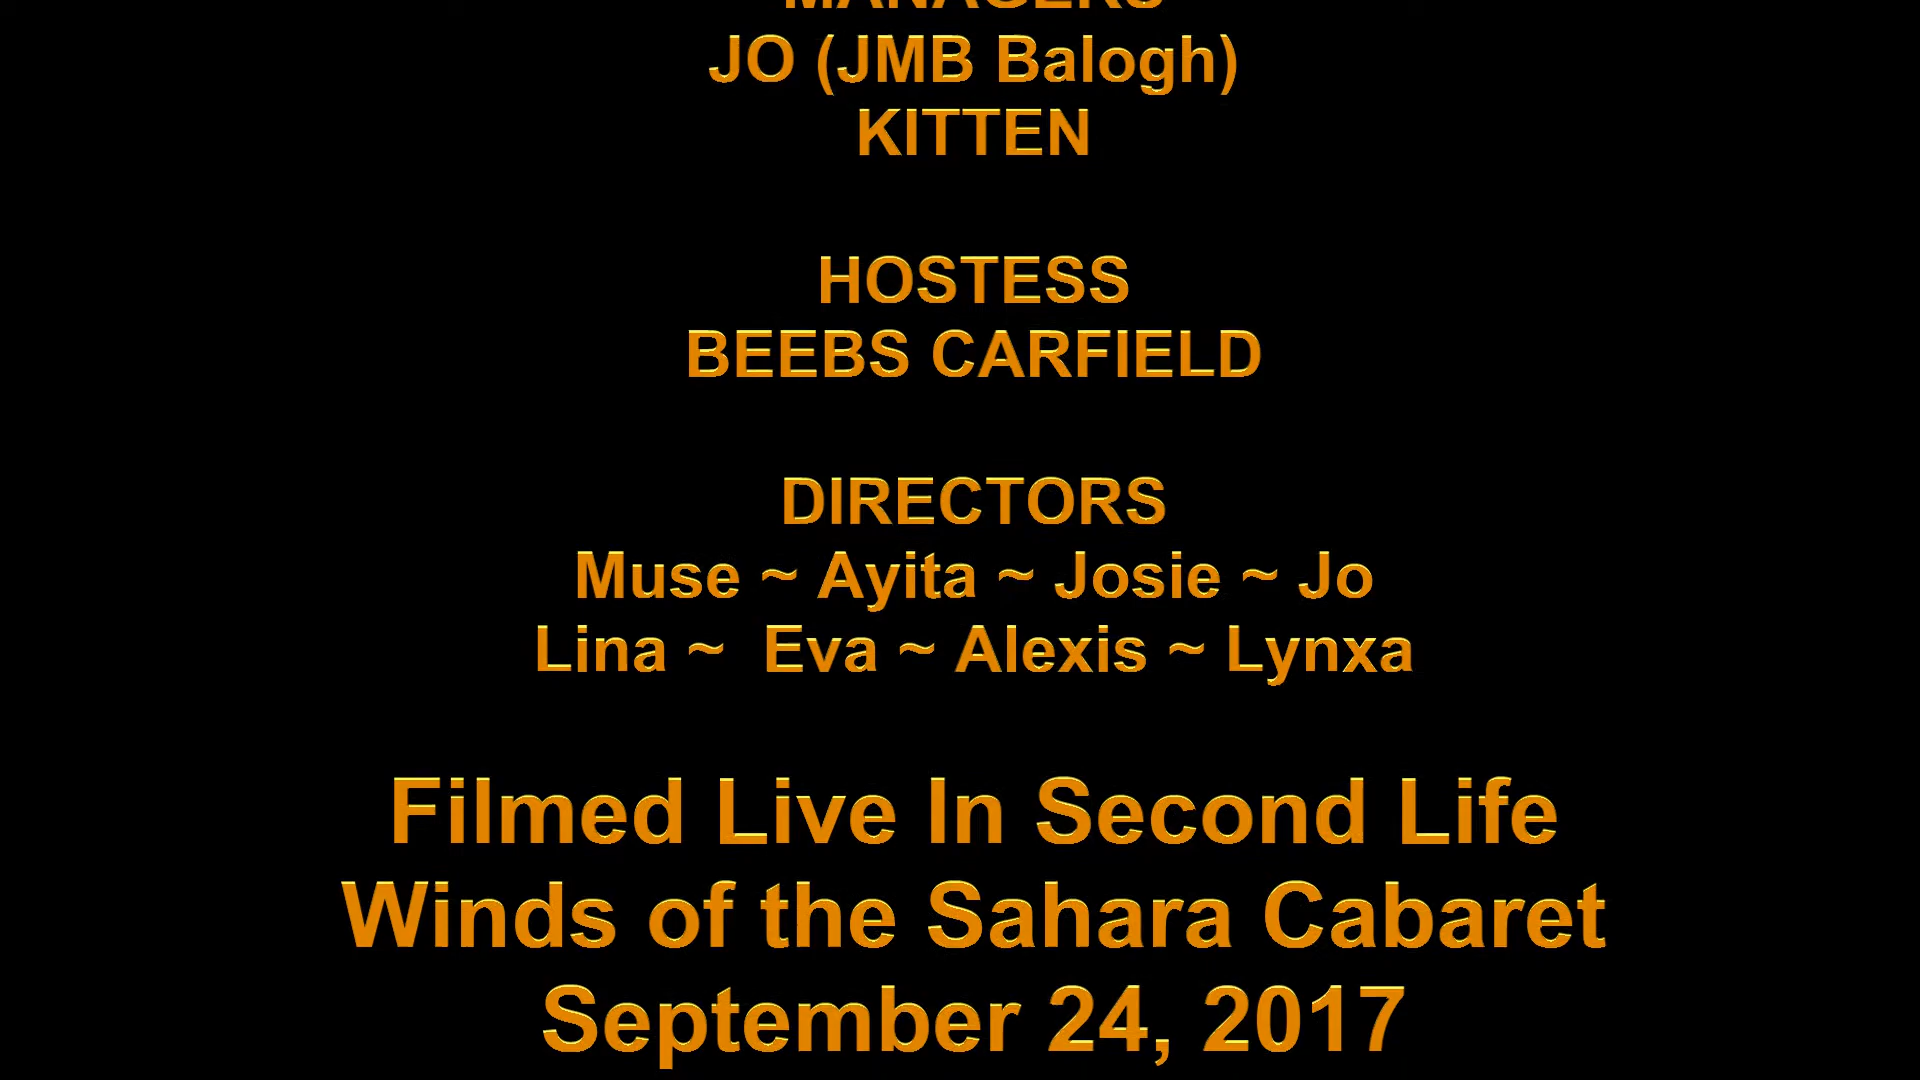 MANAGERS
JO (JMB Balogh)
KITTEN
HOSTESS
BEEBS CARFIELD
DIRECTORS
Muse ~ Ayita ~ Josie ~ Jo
Lina ~  Eva ~ Alexis ~ Lynxa
Filmed Live In Second Life
Winds of the Sahara Cabaret
September 24, 2017